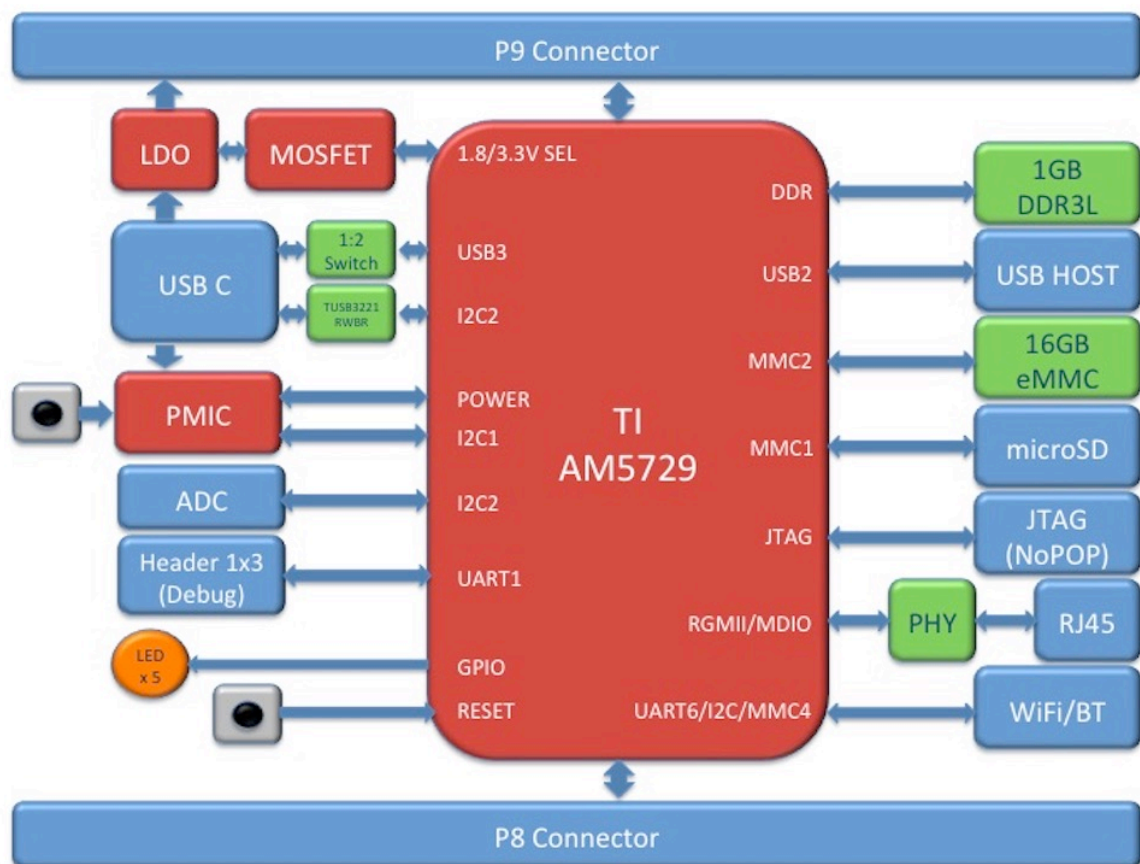 P9 Connector
LDO
MOSFET
1.8/3.3V SEL
DDR
1GB
DDR3L
USB C
1:2
Switch
USB3
USB2
USB HOST
TUSB3221
RWBR
I2C2
MMC2
16GB
eMMC
PMIC
POWER
I2C1
TI
AM5729
MMC1
microSD
ADC
I2C2
JTAG
JTAG
(NoPOP)
Header 1x3
(Debug)
UART1
RGMII/MDIO
PHY
RJ45
LED
x 5
GPIO
RESET
UART6/I2C/MMC4
WiFi/BT
P8 Connector